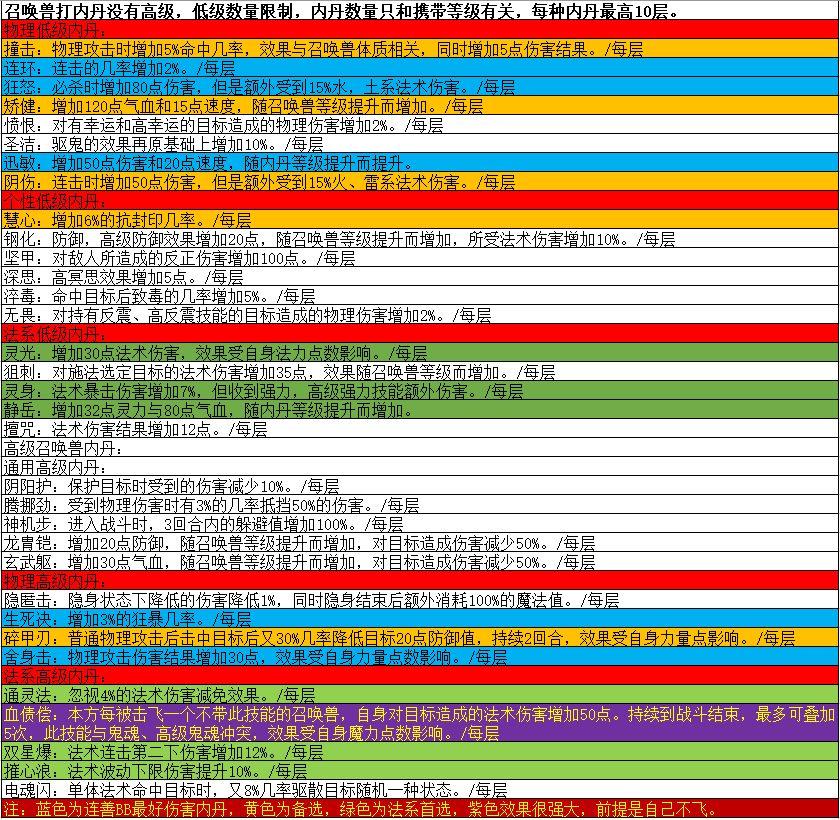 召唤兽打内丹没有高级，低级数量限制，内丹数量只和携带等级有关，每种内丹最高10层。
物理低级内丹：
撞击：物理攻击时增加5%命中几率，效果与召唤兽体质相关，同时增加5点伤害结果。/每层
连环：连击的几率增加2%。/每层
狂怒：必杀时增加80点伤害，但是额外受到15%水，土系法术伤害。/每层
矫健：增加120点气血和15点速度，随召唤兽等级提升而增加。/每层
愤恨：对有幸运和高幸运的目标造成的物理伤害增加2%。/每层
圣洁：驱鬼的效果再原基础上增加10%。/每层
迅敏：增加50点伤害和20点速度，随内丹等级提升而提升。
阴伤：连击时增加50点伤害，但是额外受到15%火、雷系法术伤害。/每层
个性低级内丹：
慧心：增加6%的抗封印几率。/每层
钢化：防御，高级防御效果增加20点，随召唤兽等级提升而增加，所受法术伤害增加10%。/每层
坚甲：对敌人所造成的反正伤害增加100点。/每层
深思：高冥思效果增加5点。/每层
淬毒：命中目标后致毒的几率增加5%。/每层
无畏：对持有反震、高反震技能的目标造成的物理伤害增加2%。/每层
法系低级内丹：
灵光：增加30点法术伤害，效果受自身法力点数影响。/每层
狙刺：对施法选定目标的法术伤害增加35点，效果随召唤兽等级而增加。/每层
灵身：法术暴击伤害增加7%，但收到强力，高级强力技能额外伤害。/每层
静岳：增加32点灵力与80点气血，随内丹等级提升而增加。
擅咒：法术伤害结果增加12点。/每层
高级召唤兽内丹：
通用高级内丹：
阴阳护：保护目标时受到的伤害减少10%。/每层
腾挪劲：受到物理伤害时有3%的几率抵挡50%的伤害。/每层
神机步：进入战斗时，3回合内的躲避值增加100%。/每层
龙胄铠：增加20点防御，随召唤兽等级提升而增加，对目标造成伤害减少50%。/每层
玄武躯：增加30点气血，随召唤兽等级提升而增加，对目标造成伤害减少50%。/每层
物理高级内丹：
隐匿击：隐身状态下降低的伤害降低1%，同时隐身结束后额外消耗100%的魔法值。/每层
生死决：增加3%的狂暴几率。/每层
碎甲刃：普通物理攻击后击中目标后又30%几率降低目标20点防御值，持续2回合，效果受自身力量点影响。/每层
舍身击：物理攻击伤害结果增加30点，效果受自身力量点数影响。/每层
法系高级内丹：
通灵法：忽视4%的法术伤害减免效果。/每层
血债偿：本方每被击飞一个不带此技能的召唤兽，自身对目标造成的法术伤害增加50点。持续到战斗结束，最多可叠加
5次，此技能与鬼魂、高级鬼魂冲突，效果受自身魔力点数影响。/每层
双星爆：法术连击第二下伤害增加12%。/每层
摧心浪：法术波动下限伤害提升10%。/每层
电魂闪：单体法术命中目标时，又8%几率驱散目标随机一种状态。/每层
注：蓝色为连善BB最好伤害内丹，黄色为备选，绿色为法系首选，紫色效果很强大，前提是自己不飞。